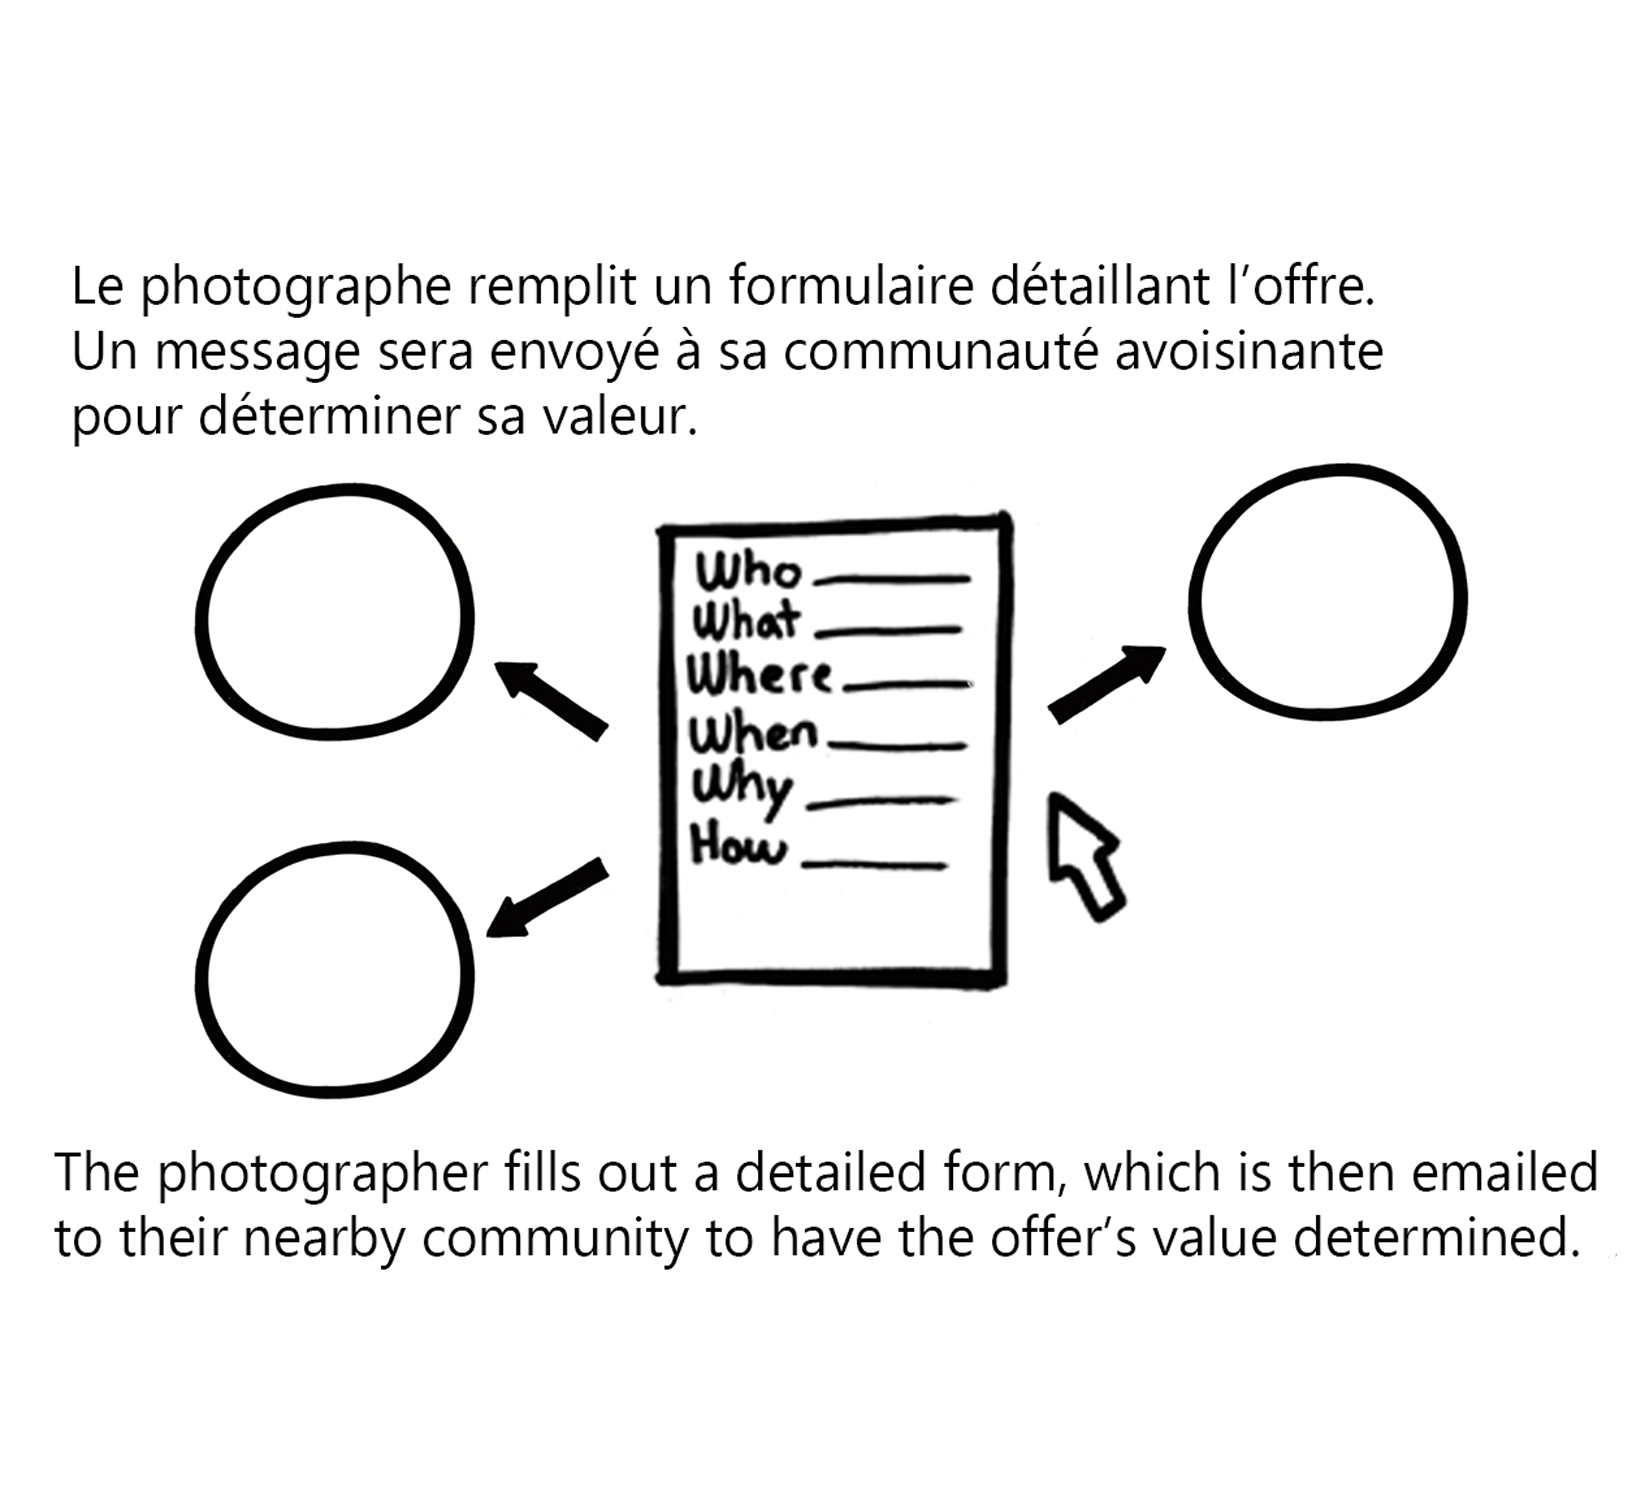 Le photographe remplit un formulaire détaillant l’offre.
Un message sera envoyé à sa communauté avoisinante
pour déterminer sa valeur.
Who
What
Where
When
Why
How
The photographer fills out a detailed form, which is then emailed
to their nearby community to have the offer’s value determined.